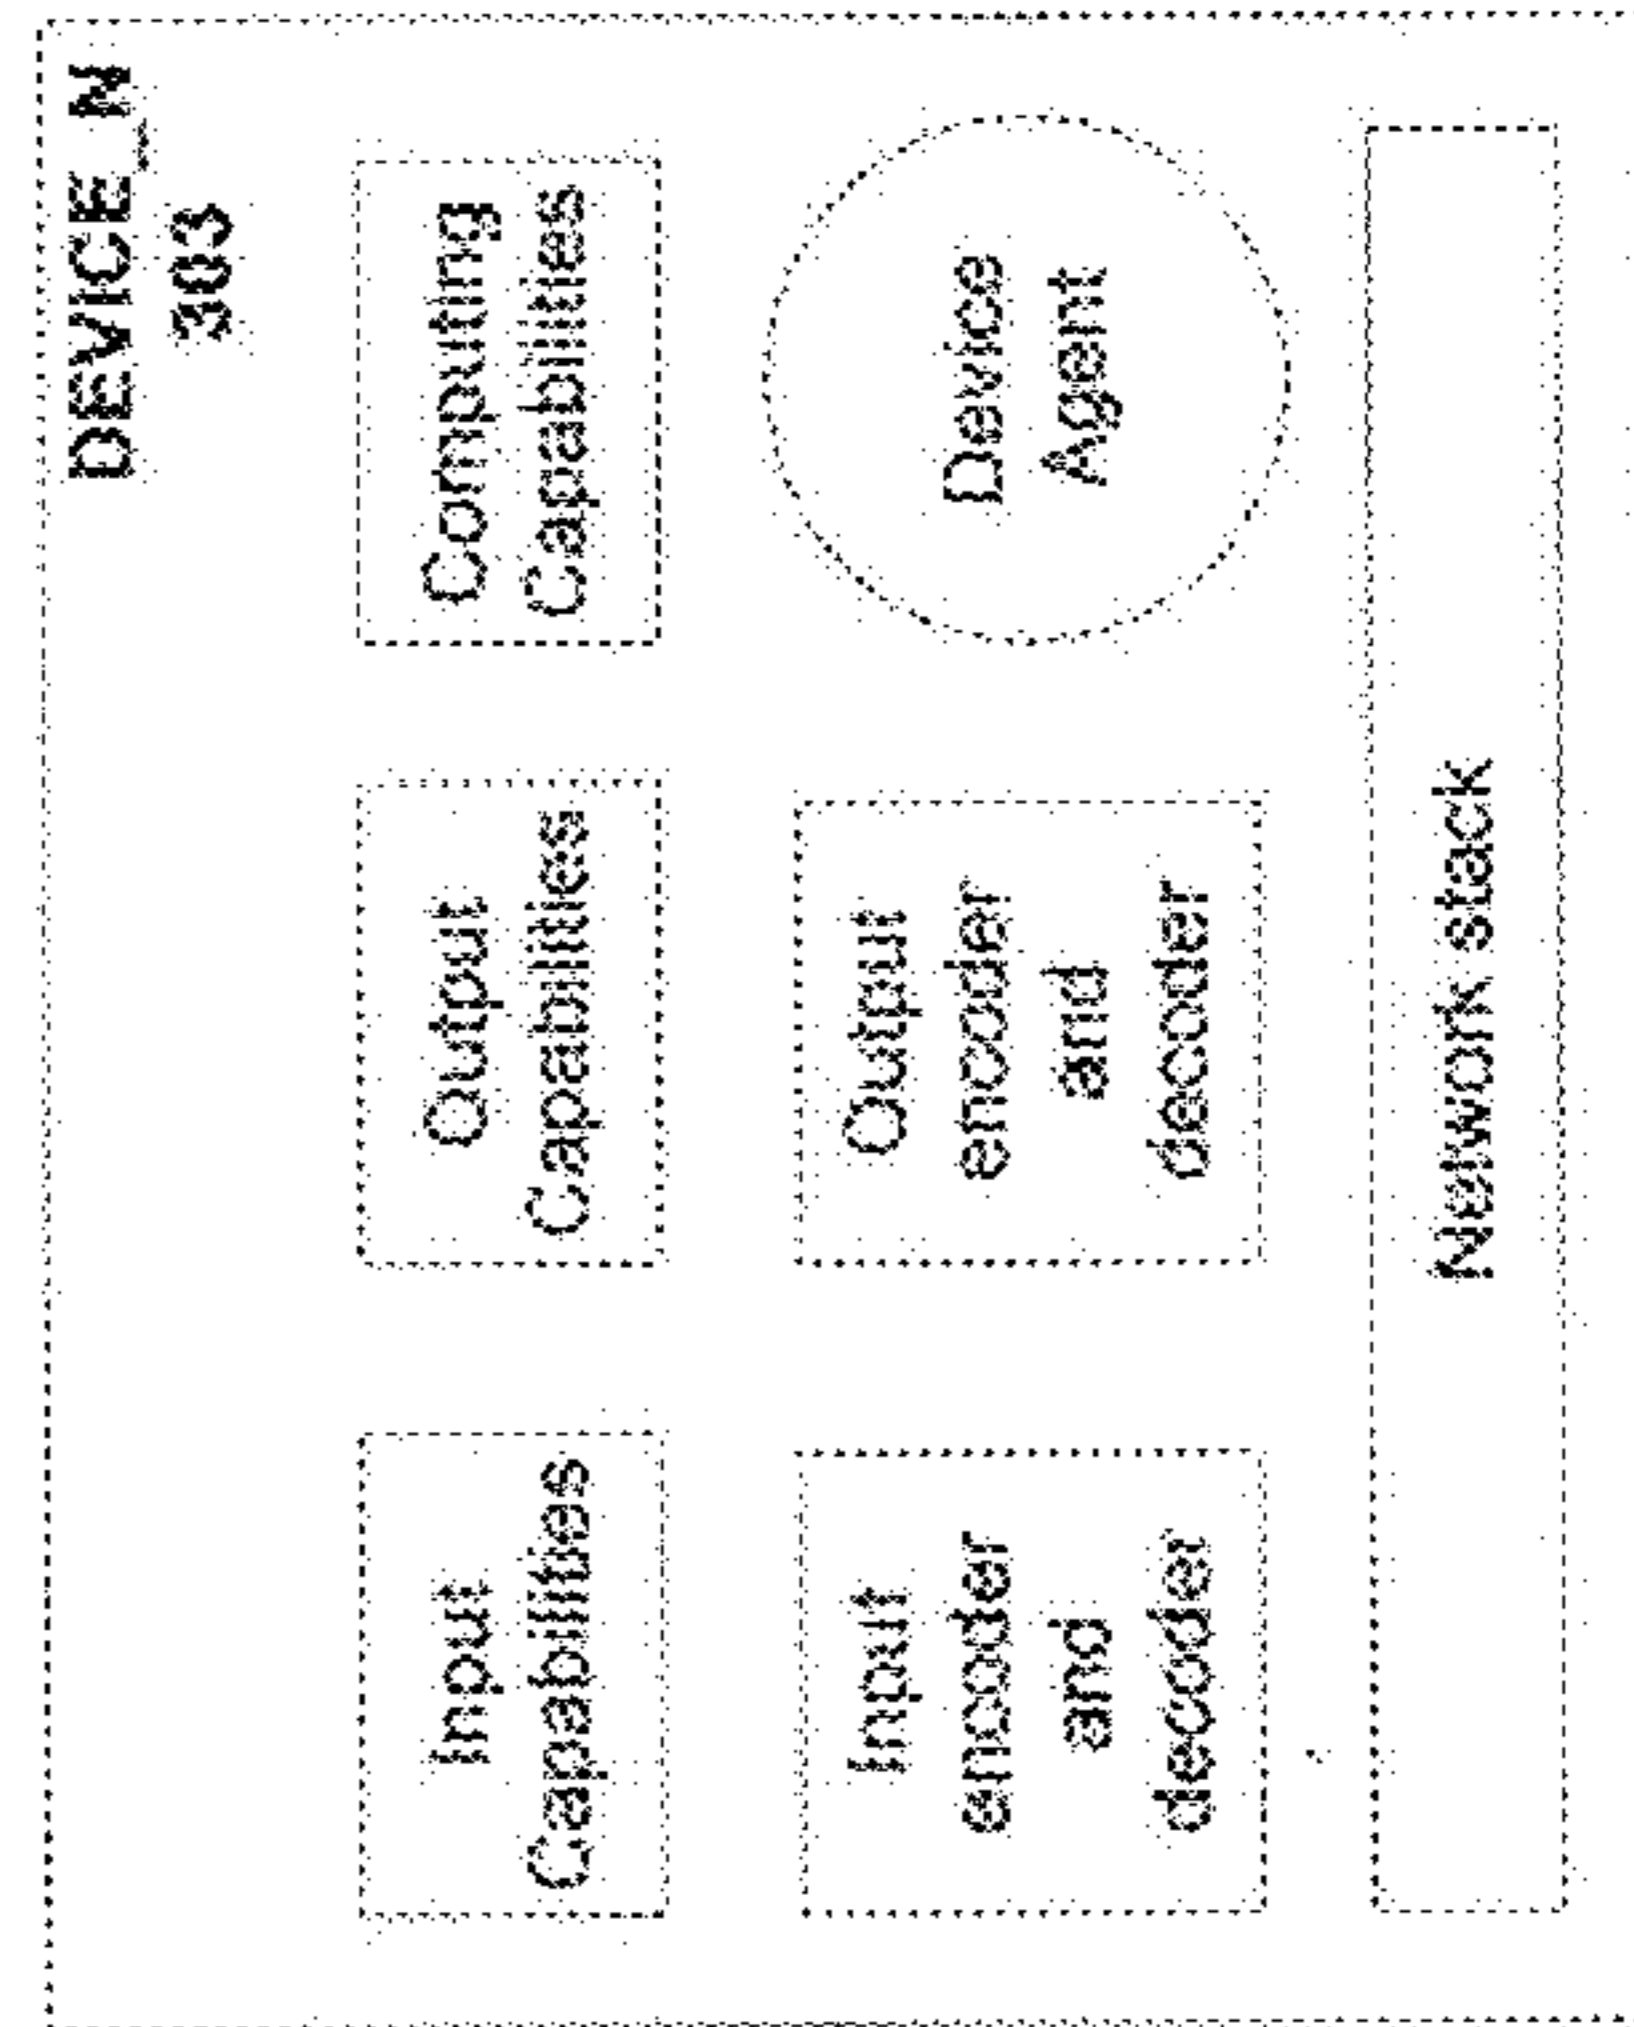 DEVICE_N
303
Input
Capabilities
Output
Capabilities
Computing
Capabilities
Input
encoder
and
decoder
Output
encoder
and
decoder
Device
Agent
Network stack